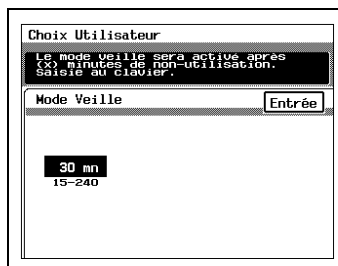 Choix Utilisateur
Le mode veille sera activé après
(x) minutes de non-utilisation.
Saisie au clavier.
Mode Veille
Entrée
30 mn
15-240